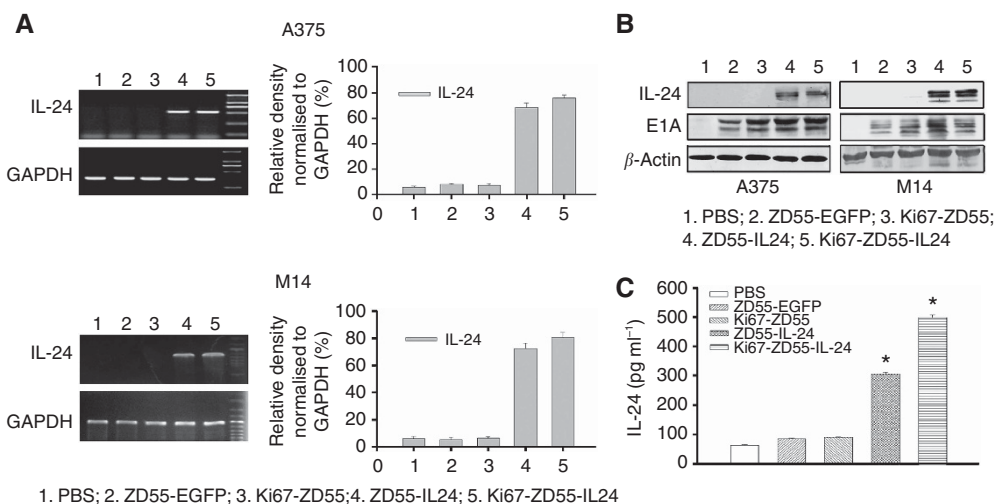 A
A375
1 2 3 4 5
IL-24
GAPDH
Relative density
normalised to
GAPDH (%)
100
80
60
40
20
0
IL-24
0 1 2 3 4 5
M14
1 2 3 4 5
IL-24
GAPDH
Relative density
normalised to
GAPDH (%)
100
80
60
40
20
0
IL-24
0 1 2 3 4 5
1. PBS; 2. ZD55-EGFP; 3. Ki67-ZD55;4. ZD55-IL24; 5. Ki67-ZD55-IL24
B
1 2 3 4 5 1 2 3 4 5
IL-24
E1A
β-Actin
A375 M14
1. PBS; 2. ZD55-EGFP; 3. Ki67-ZD55;
4. ZD55-IL24; 5. Ki67-ZD55-IL24
C
IL-24 (pg ml⁻¹)
600
500
400
300
200
100
0
PBS
ZD55-EGFP
Ki67-ZD55
ZD55-IL-24
Ki67-ZD55-IL-24
*
*